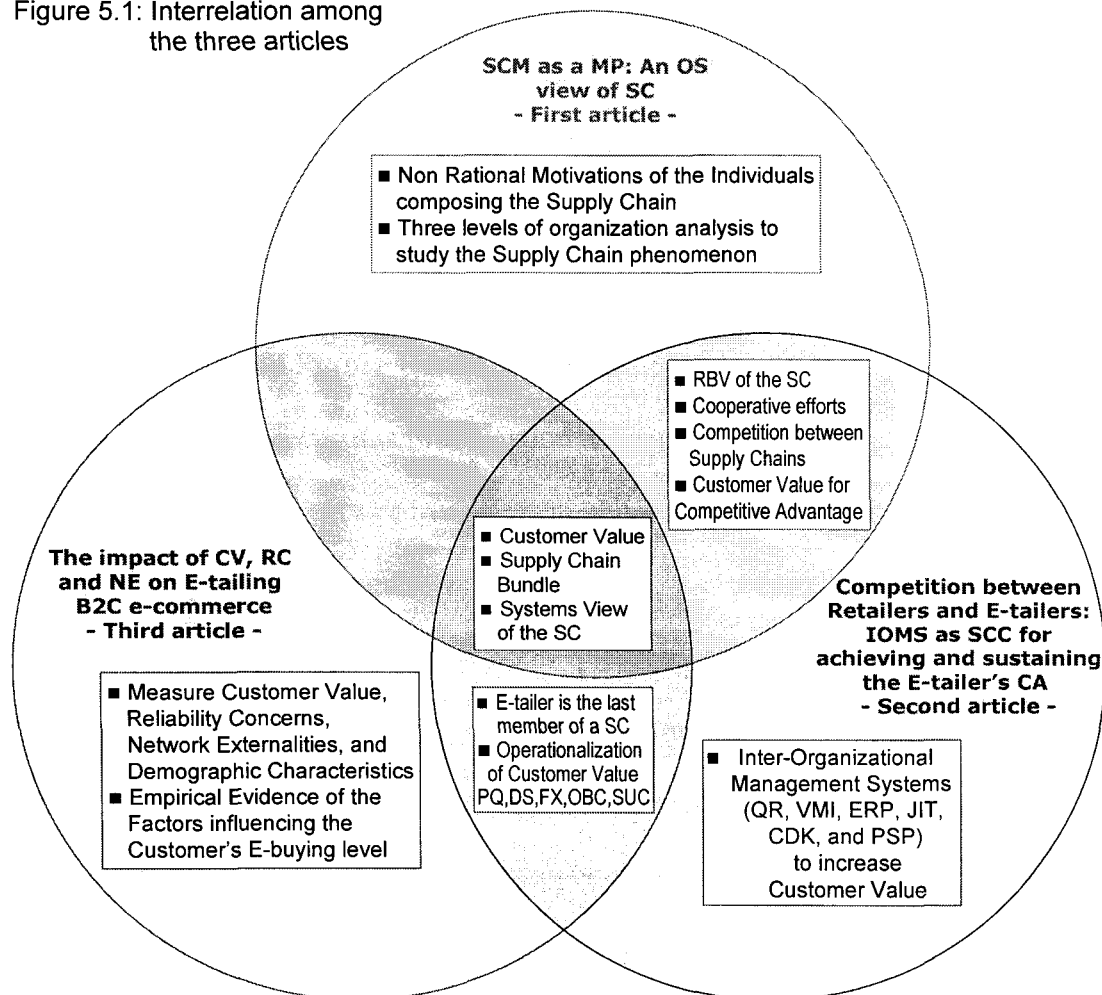 Figure 5.1: Interrelation among
the three articles
SCM as a MP: An OS
view of SC
- First article -
■ Non Rational Motivations of the Individuals
composing the Supply Chain
■ Three levels of organization analysis to
study the Supply Chain phenomenon
■ RBV of the SC
■ Cooperative efforts
■ Competition between
Supply Chains
■ Customer Value for
Competitive Advantage
■ Customer Value
■ Supply Chain
Bundle
■ Systems View
of the SC
The impact of CV, RC
and NE on E-tailing
B2C e-commerce
- Third article -
■ Measure Customer Value,
Reliability Concerns,
Network Externalities, and
Demographic Characteristics
■ Empirical Evidence of the
Factors influencing the
Customer's E-buying level
■ E-tailer is the last
member of a SC
■ Operationalization
of Customer Value
PQ,DS,FX,OBC,SUC
Competition between
Retailers and E-tailers:
IOMS as SCC for
achieving and sustaining
the E-tailer's CA
- Second article -
■ Inter-Organizational
Management Systems
(QR, VMI, ERP, JIT,
CDK, and PSP)
to increase
Customer Value